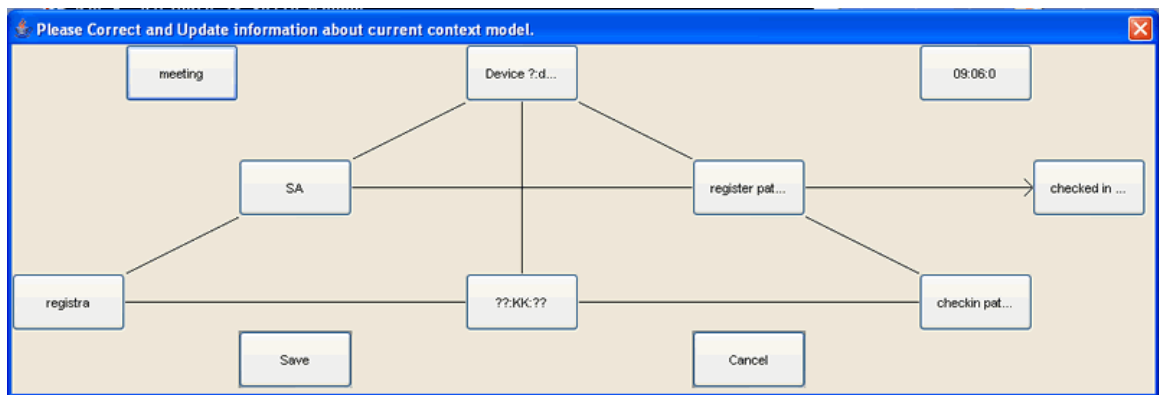 Please Correct and Update information about current context model.
meeting
Device ?:d...
09:06:0
SA
register pat...
checked in ...
registra
??:KK:??
checkin pat...
Save
Cancel